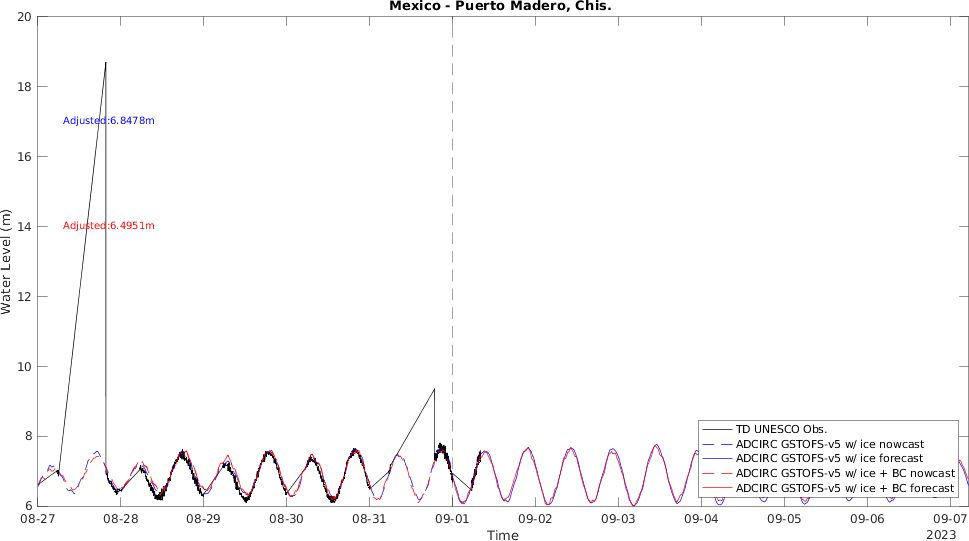 Mexico - Puerto Madero, Chis.
20
18
16
14
12
10
8
6
Water Level (m)
Adjusted:6.8478m
Adjusted:6.4951m
TD UNESCO Obs.
ADCIRC GSTOFS-v5 w/ ice nowcast
ADCIRC GSTOFS-v5 w/ ice forecast
ADCIRC GSTOFS-v5 w/ ice + BC nowcast
ADCIRC GSTOFS-v5 w/ ice + BC forecast
08-27 08-28 08-29 08-30 08-31 09-01 09-02 09-03 09-04 09-05 09-06 09-07
Time
2023